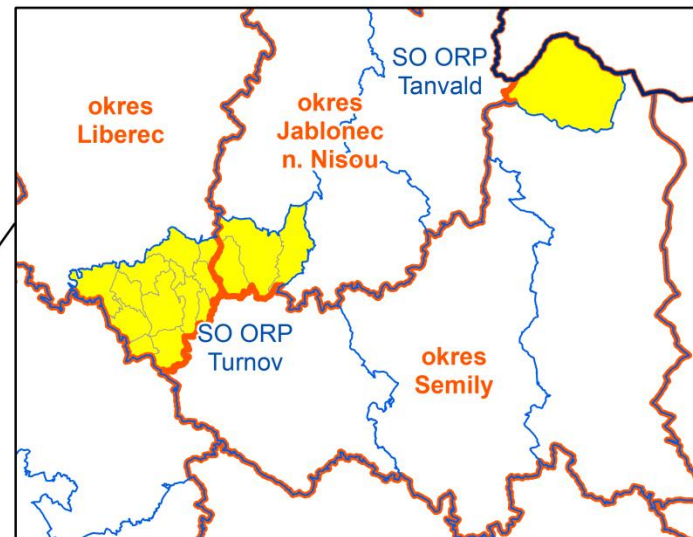 SO ORP
Tanvald
okres
Liberec
okres
Jablonec
n. Nisou
SO ORP
Turnov
okres
Semily